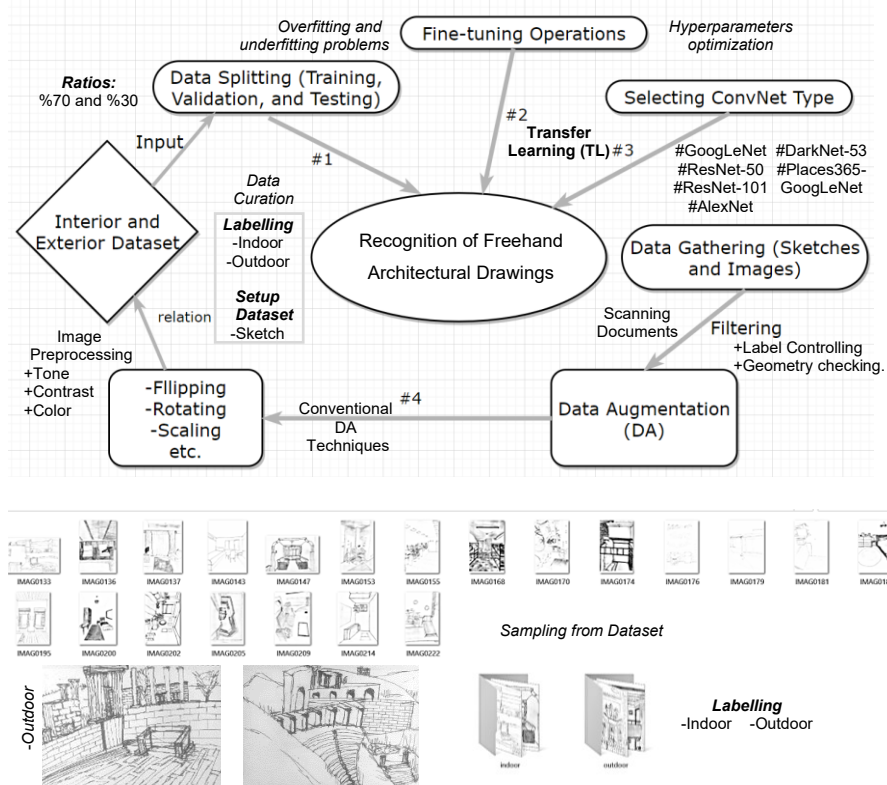 Overfitting and
underfitting problems
Fine-tuning Operations
Hyperparameters
optimization
Ratios:
%70 and %30
Data Splitting (Training,
Validation, and Testing)
Selecting ConvNet Type
Input
#1
#2
Transfer
Learning (TL)
#3
#GoogLeNet #DarkNet-53
#ResNet-50 #Places365-
#ResNet-101 GoogLeNet
#AlexNet
Data
Curation
Labelling
-Indoor
-Outdoor
Setup
Dataset
-Sketch
Interior and
Exterior Dataset
Recognition of Freehand
Architectural Drawings
Data Gathering (Sketches
and Images)
relation
Scanning
Documents
Filtering
+Label Controlling
+Geometry checking.
Image
Preprocessing
+Tone
+Contrast
+Color
-Fllipping
-Rotating
-Scaling
etc.
#4
Conventional
DA
Techniques
Data Augmentation
(DA)
IMAG0133 IMAG0136 IMAG0137 IMAG0143 IMAG0147 IMAG0153 IMAG0155 IMAG0168 IMAG0170 IMAG0174 IMAG0176 IMAG0179 IMAG0181
IMAG0195 IMAG0200 IMAG0202 IMAG0205 IMAG0209 IMAG0214 IMAG0222
Sampling from Dataset
-Outdoor
indoor
outdoor
Labelling
-Indoor -Outdoor